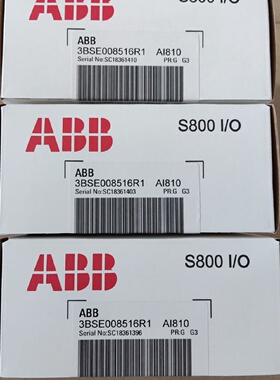 ABB
ABB
3BSE008516R1 AI810
Serial No:SC18361410
PR:G G3
ABB
S800 I/O
ABB
3BSE008516R1 AI810
Serial No:SC18361403
PR:G G3
ABB
S800 I/O
ABB
3BSE008516R1 AI810
Serial No:SC18361396
PR:G G3
ABB
S800 I/O